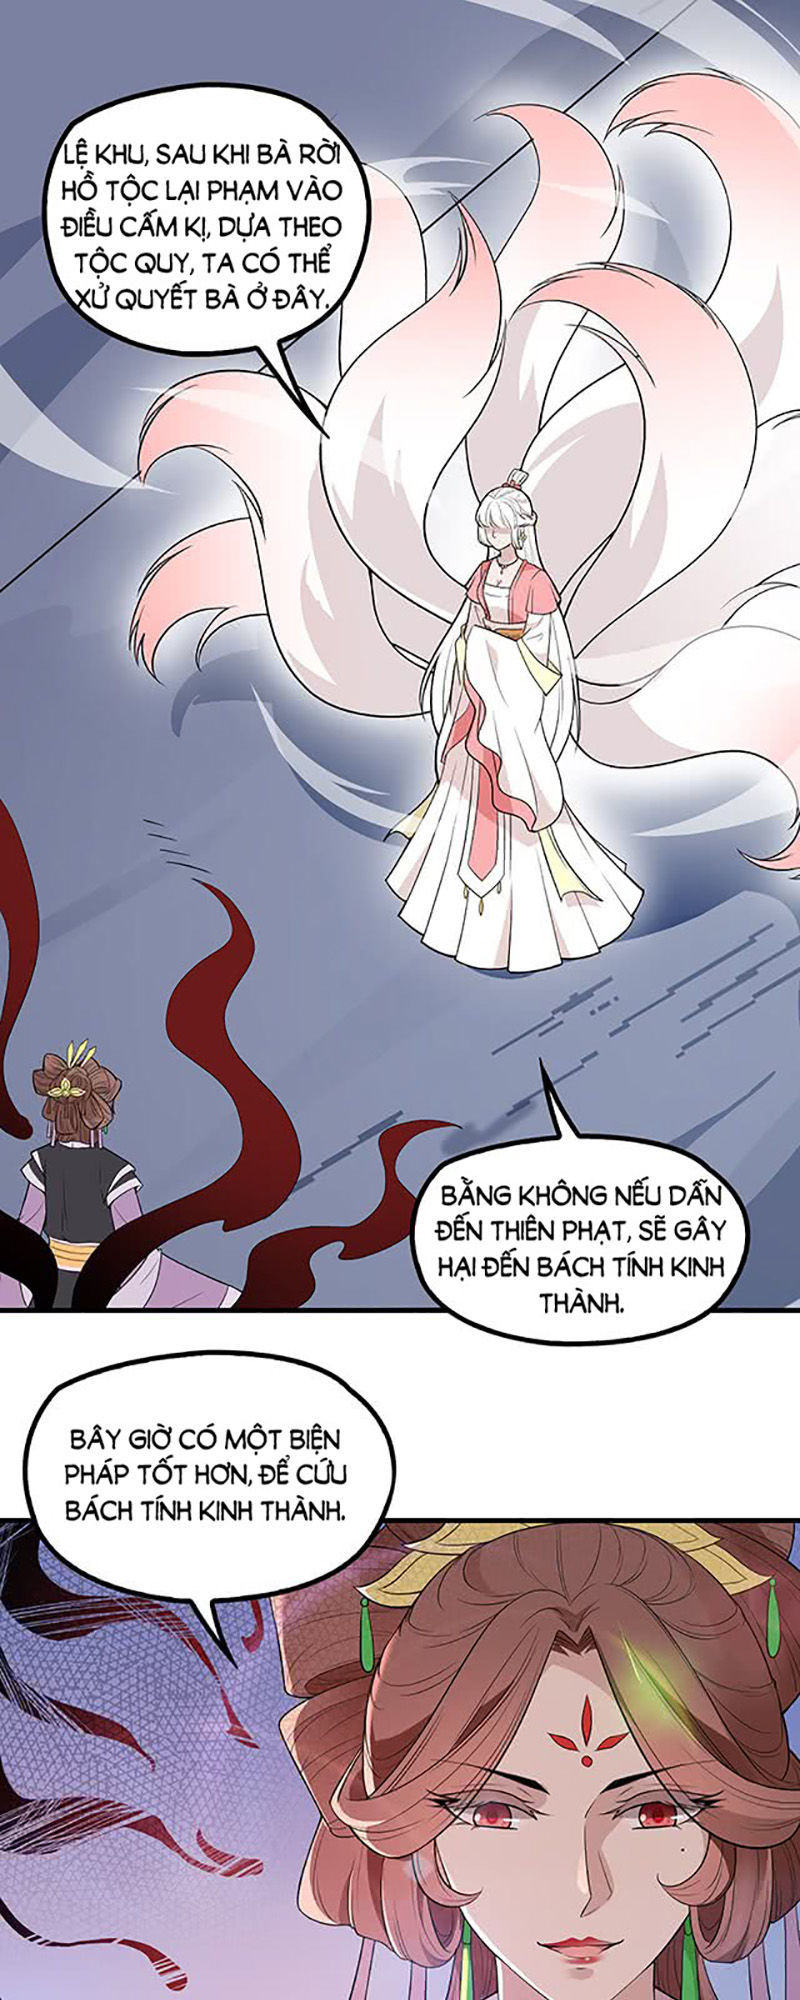 LỆ KHU, SAU KHI BÀ RỜI
HỒ TỘC LẠI PHẠM VÀO
ĐIỀU CẤM KỊ, DỰA THEO
TỘC QUY, TA CÓ THỂ
XỬ QUYẾT BÀ Ở ĐÂY.
BẰNG KHÔNG NẾU DẤN
ĐẾN THIÊN PHẠT, SẼ GÂY
HẠI ĐẾN BÁCH TÍNH KINH
THÀNH.
BÂY GIỜ CÓ MỘT BIỆN
PHÁP TỐT HƠN, ĐỂ CỨU
BÁCH TÍNH KINH THÀNH.